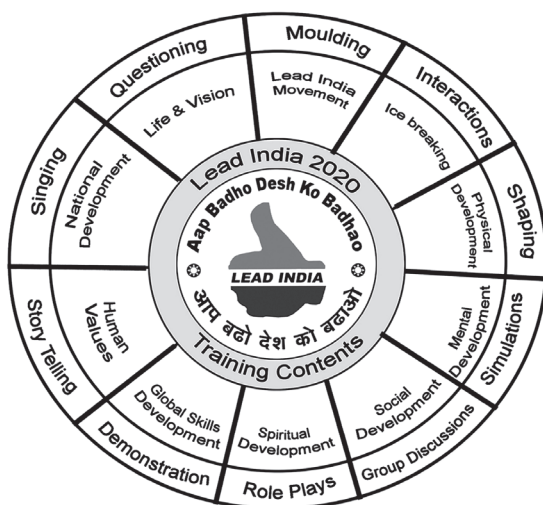 Moulding
Interactions
Shaping
Simulations
Group Discussions
Role Plays
Demonstration
Story Telling
Singing
Questioning
Lead India
Movement
Ice breaking
Physical
Development
Mental
Development
Social
Development
Spiritual
Development
Global Skills
Development
Human
Values
National
Development
Life & Vision
Lead India 2020
Training Contents
Aap Badho Desh Ko Badhao
LEAD INDIA
आप बढो देश को बढाओ